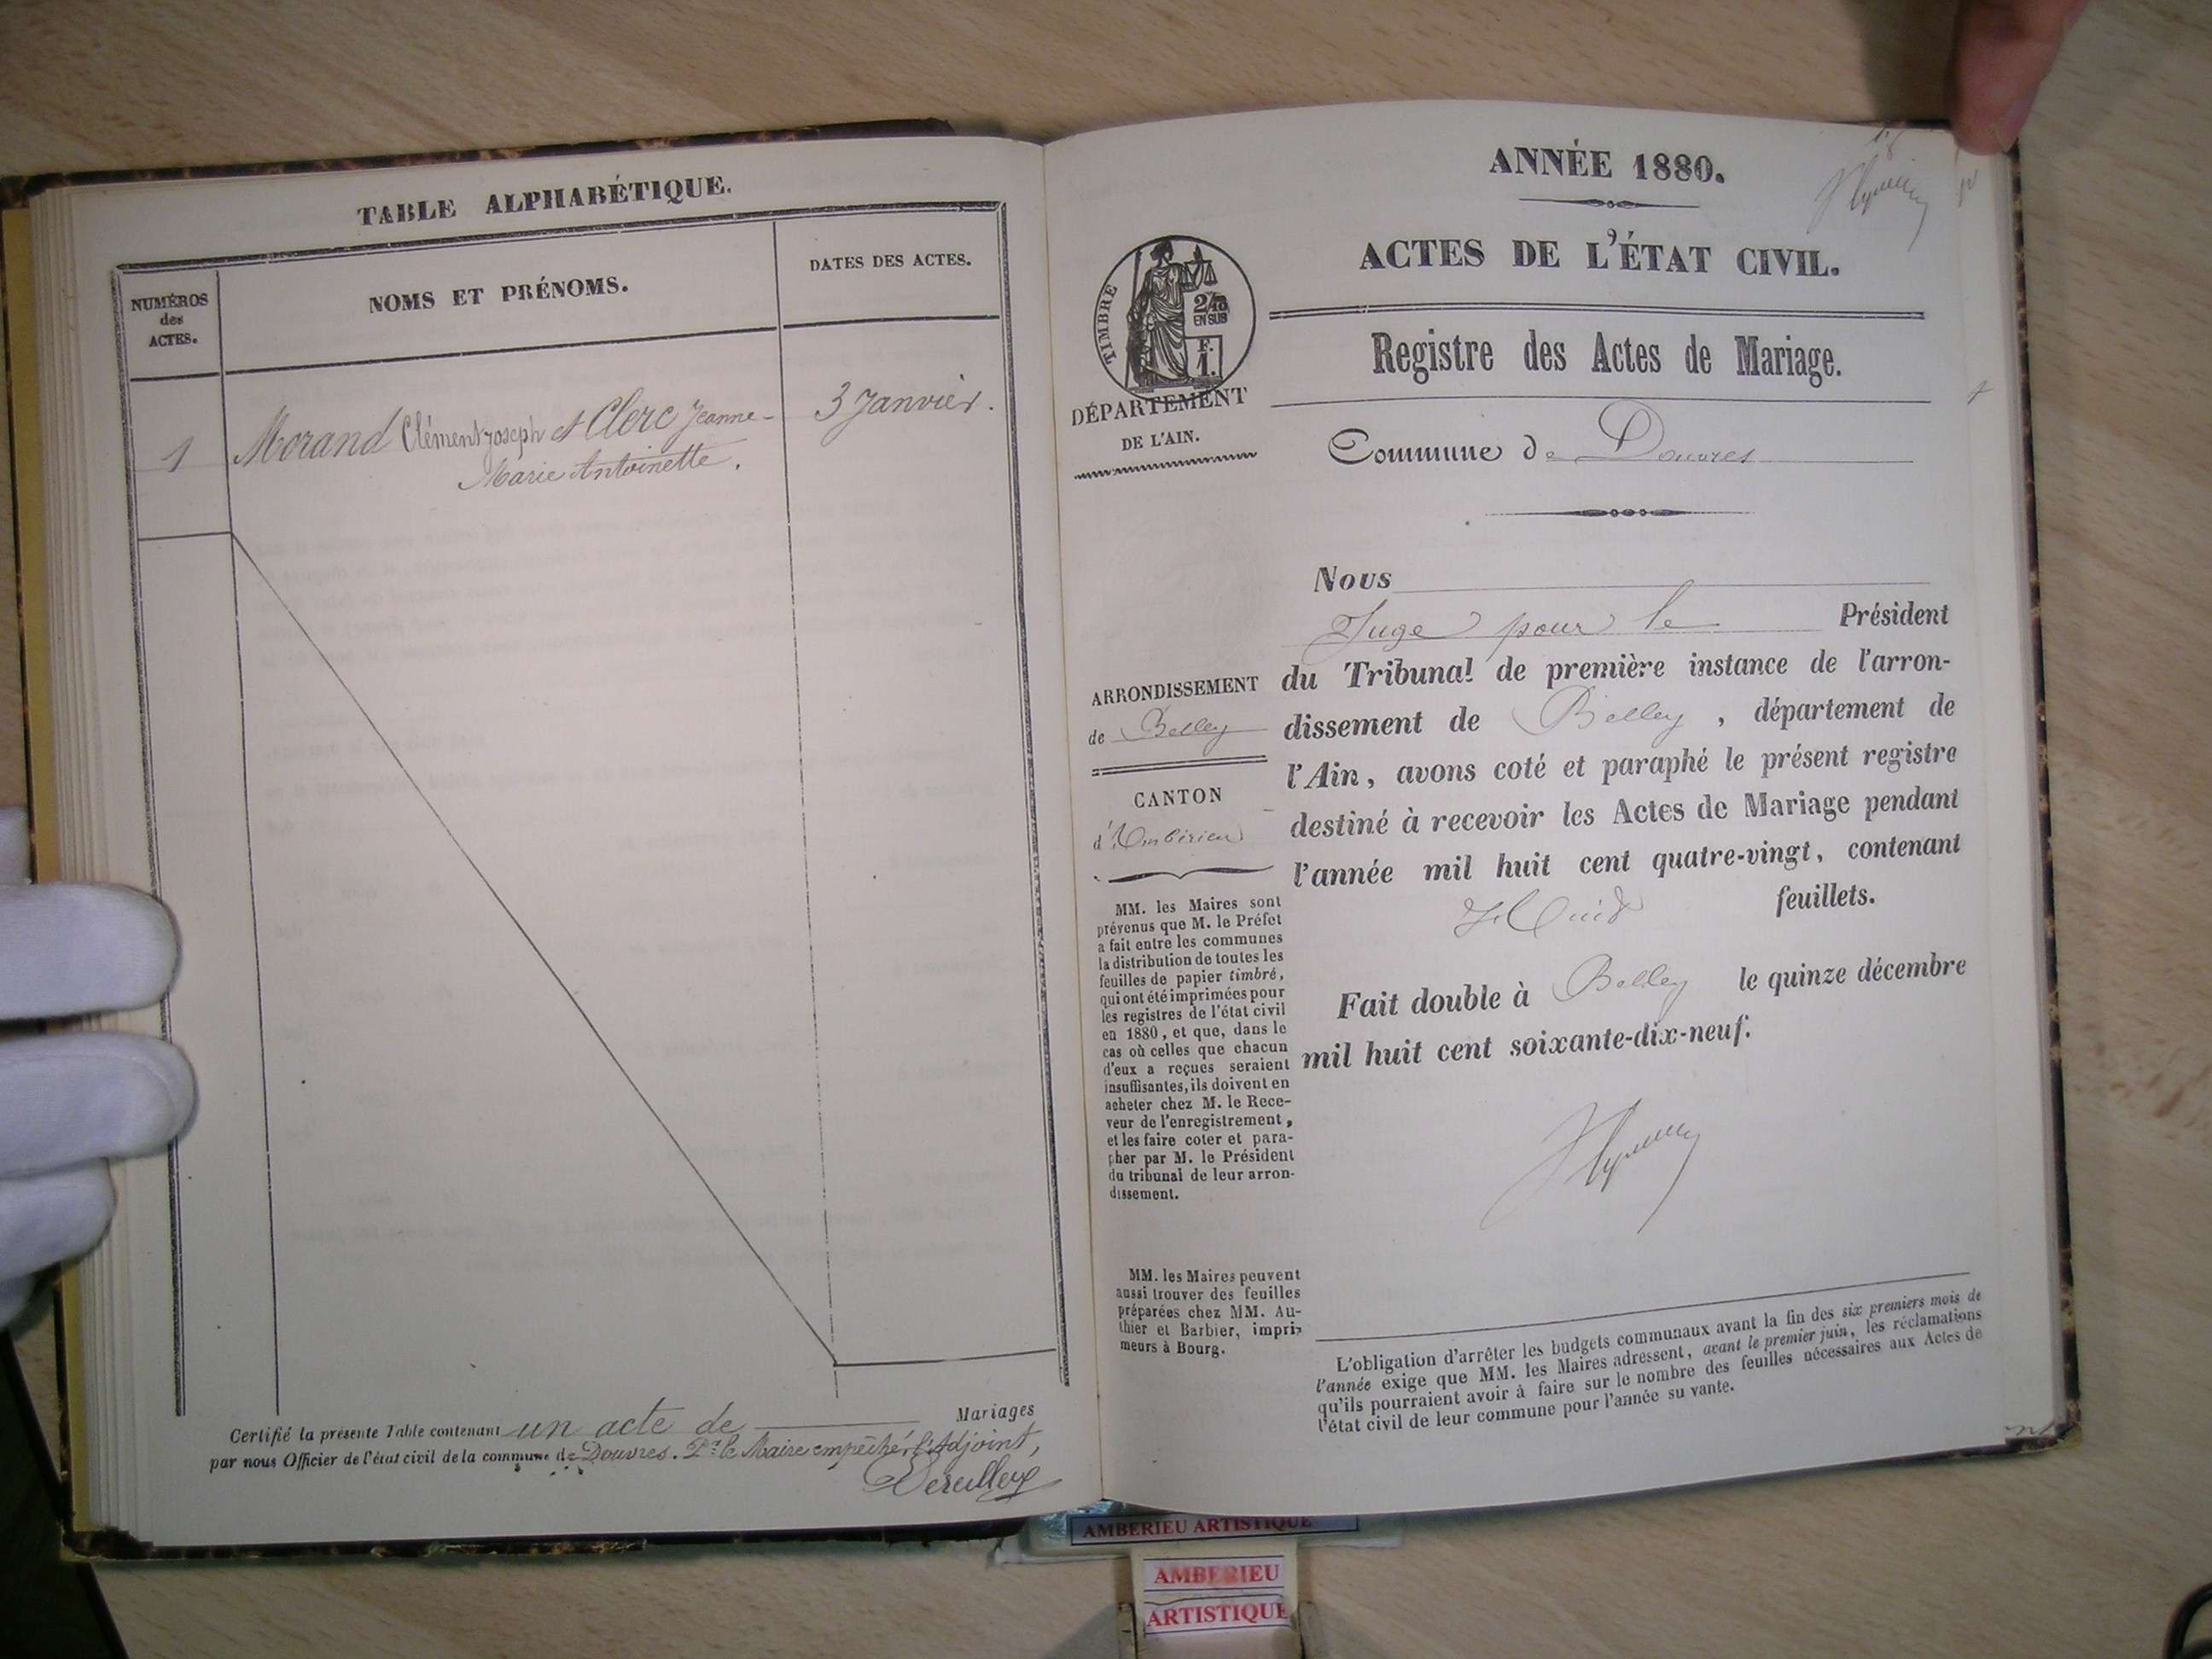 TABLE ALPHABÉTIQUE.
NUMÉROS
des
ACTES.
NOMS ET PRÉNOMS.
DATES DES ACTES.
1
Morand Clément Joseph et Clerc Jeanne-
Marie Antoinette.
3 Janvier.
Certifié la présente Table contenant un acte de Mariages
par nous Officier de l'état civil de la commune de Douvres. Pr. le Maire empêché, l'Adjoint,
ANNÉE 1880.
ACTES DE L'ÉTAT CIVIL.
TIMBRE
2/10
EN SUS
F.
1.
Registre des Actes de Mariage.
DÉPARTEMENT
DE L'AIN.
Commune de Douvres
Nous
Juge pour le Président
du Tribunal de première instance de l'arron-
dissement de Belley, département de
l'Ain, avons coté et paraphé le présent registre
destiné à recevoir les Actes de Mariage pendant
l'année mil huit cent quatre-vingt, contenant
feuillets.
Fait double à Belley le quinze décembre
mil huit cent soixante-dix-neuf.
ARRONDISSEMENT
de Belley
CANTON
d'Ambérieu
MM. les Maires sont
prévenus que M. le Préfet
a fait entre les communes
la distribution de toutes les
feuilles de papier timbré,
qui ont été imprimées pour
les registres de l'état civil
en 1880, et que, dans le
cas où celles que chacun
d'eux a reçues seraient
insuffisantes, ils doivent en
acheter chez M. le Rece-
veur de l'enregistrement,
et les faire coter et para-
pher par M. le Président
du tribunal de leur arron-
dissement.
MM. les Maires peuvent
aussi trouver des feuilles
préparées chez MM. Au-
thier et Barbier, impri-
meurs à Bourg.
L'obligation d'arrêter les budgets communaux avant la fin des six premiers mois de
l'année exige que MM. les Maires adressent, avant le premier juin, les réclamations
qu'ils pourraient avoir à faire sur le nombre des feuilles nécessaires aux Actes de
l'état civil de leur commune pour l'année su vante.
AMBERIEU ARTISTIQUE
AMBERIEU
ARTISTIQUE